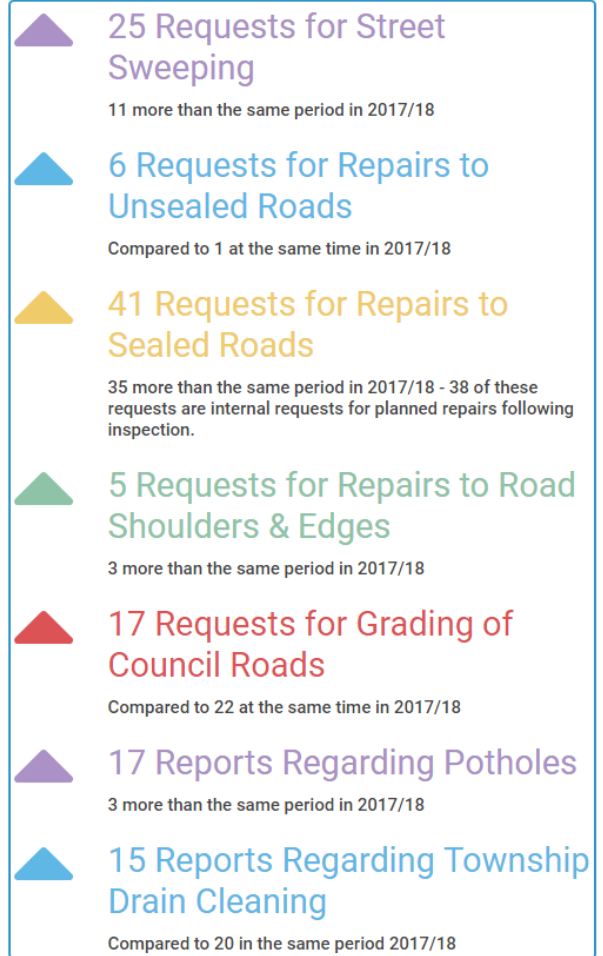 25 Requests for Street
Sweeping
11 more than the same period in 2017/18
6 Requests for Repairs to
Unsealed Roads
Compared to 1 at the same time in 2017/18
41 Requests for Repairs to
Sealed Roads
35 more than the same period in 2017/18 - 38 of these
requests are internal requests for planned repairs following
inspection.
5 Requests for Repairs to Road
Shoulders & Edges
3 more than the same period in 2017/18
17 Requests for Grading of
Council Roads
Compared to 22 at the same time in 2017/18
17 Reports Regarding Potholes
3 more than the same period in 2017/18
15 Reports Regarding Township
Drain Cleaning
Compared to 20 in the same period 2017/18